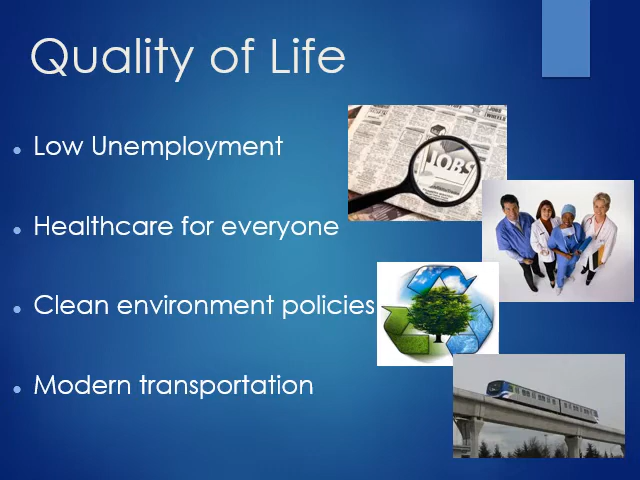 Quality of Life
Low Unemployment
JOBS
Healthcare for everyone
Clean environment policies
Modern transportation